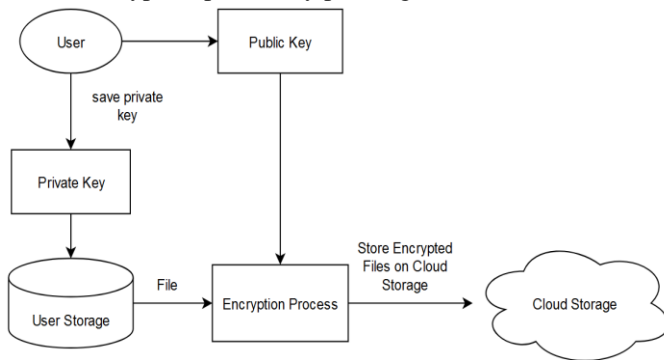 User
Public Key
save private
key
Private Key
Store Encrypted
Files on Cloud
Storage
File
User Storage
Encryption Process
Cloud Storage